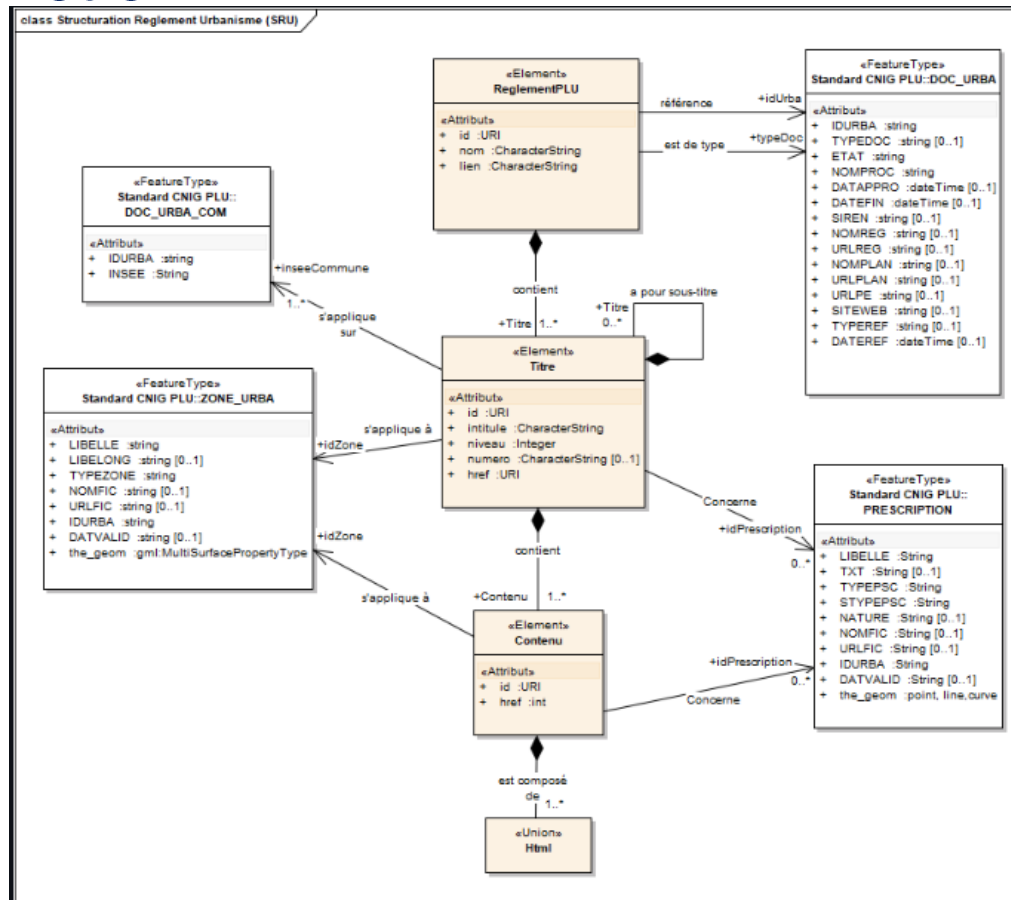 class Structuration Reglement Urbanisme (SRU)
«Element»
ReglementPLU
«Attribut»
+ id :URI
+ nom :CharacterString
+ lien :CharacterString
référence
+idUrba
est de type
+typeDoc
«FeatureType»
Standard CNIG PLU::DOC_URBA
«Attribut»
+ IDURBA :string
+ TYPEDOC :string [0..1]
+ ETAT :string
+ NOMPROC :string
+ DATAPPRO :dateTime [0..1]
+ DATEFIN :dateTime [0..1]
+ SIREN :string [0..1]
+ NOMREG :string [0..1]
+ URLREG :string [0..1]
+ NOMPLAN :string [0..1]
+ URLPLAN :string [0..1]
+ URLPE :string [0..1]
+ SITEWEB :string [0..1]
+ TYPEREF :string [0..1]
+ DATEREF :dateTime [0..1]
«FeatureType»
Standard CNIG PLU::
DOC_URBA_COM
«Attribut»
+ IDURBA :string
+ INSEE :String
+inseeCommune
1..*
s'applique
sur
contient
+Titre 1..*
a pour sous-titre
+Titre
0..*
«Element»
Titre
«Attribut»
+ id :URI
+ intitule :CharacterString
+ niveau :Integer
+ numero :CharacterString [0..1]
+ href :URI
«FeatureType»
Standard CNIG PLU::ZONE_URBA
«Attribut»
+ LIBELLE :string
+ LIBELONG :string [0..1]
+ TYPEZONE :string
+ NOMFIC :string [0..1]
+ URLFIC :string [0..1]
+ IDURBA :string
+ DATVALID :string [0..1]
+ the_geom :gml:MultiSurfacePropertyType
s'applique à
+idZone
+idZone
s'applique à
Concerne
+idPrescription
0..*
«FeatureType»
Standard CNIG PLU::
PRESCRIPTION
«Attribut»
+ LIBELLE :String
+ TXT :String [0..1]
+ TYPEPSC :String
+ STYPEPSC :String
+ NATURE :String [0..1]
+ NOMFIC :String [0..1]
+ URLFIC :String [0..1]
+ IDURBA :String
+ DATVALID :String [0..1]
+ the_geom :point, line,curve
contient
+Contenu 1..*
«Element»
Contenu
«Attribut»
+ id :URI
+ href :int
+idPrescription
0..*
Concerne
est composé
de 1..*
«Union»
Html